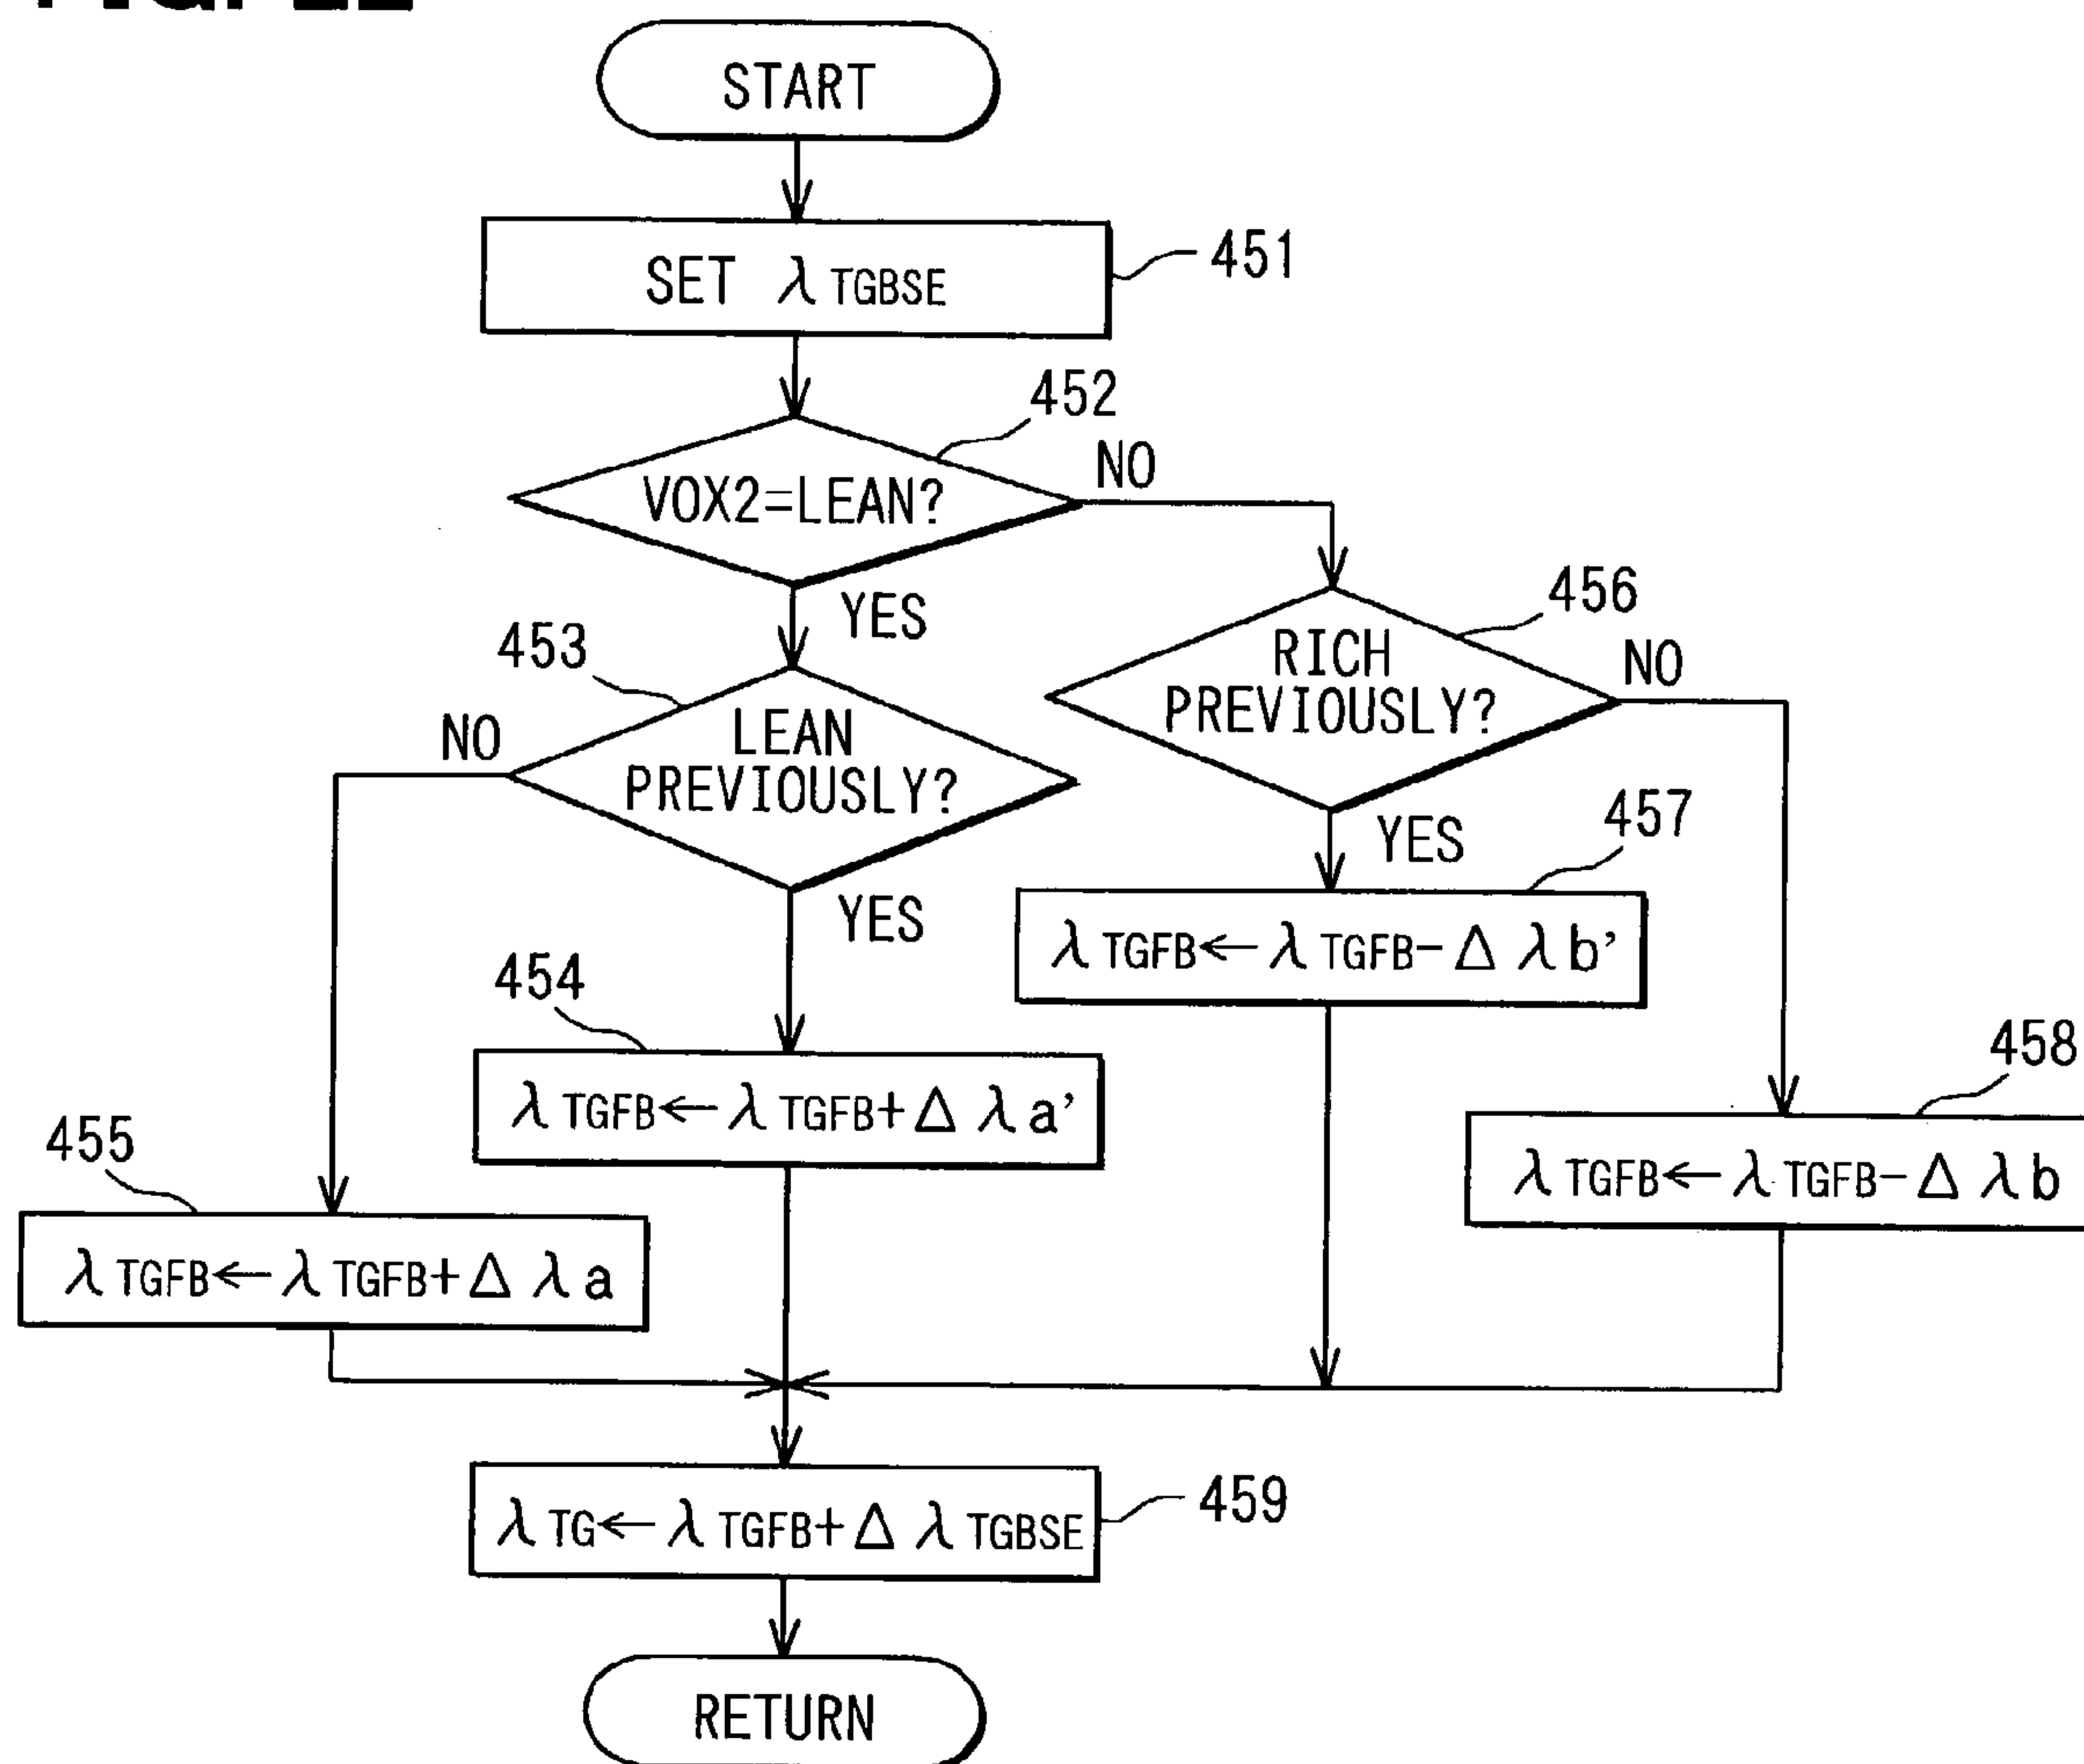 START
SET λTGBSE
451
452
VOX2=LEAN?
NO
YES
453
LEAN
PREVIOUSLY?
NO
YES
456
RICH
PREVIOUSLY?
NO
YES
457
λTGFB←λTGFB-Δλb'
454
λTGFB←λTGFB+Δλa'
458
λTGFB←λTGFB-Δλb
455
λTGFB←λTGFB+Δλa
λTG←λTGFB+ΔλTGBSE
459
RETURN